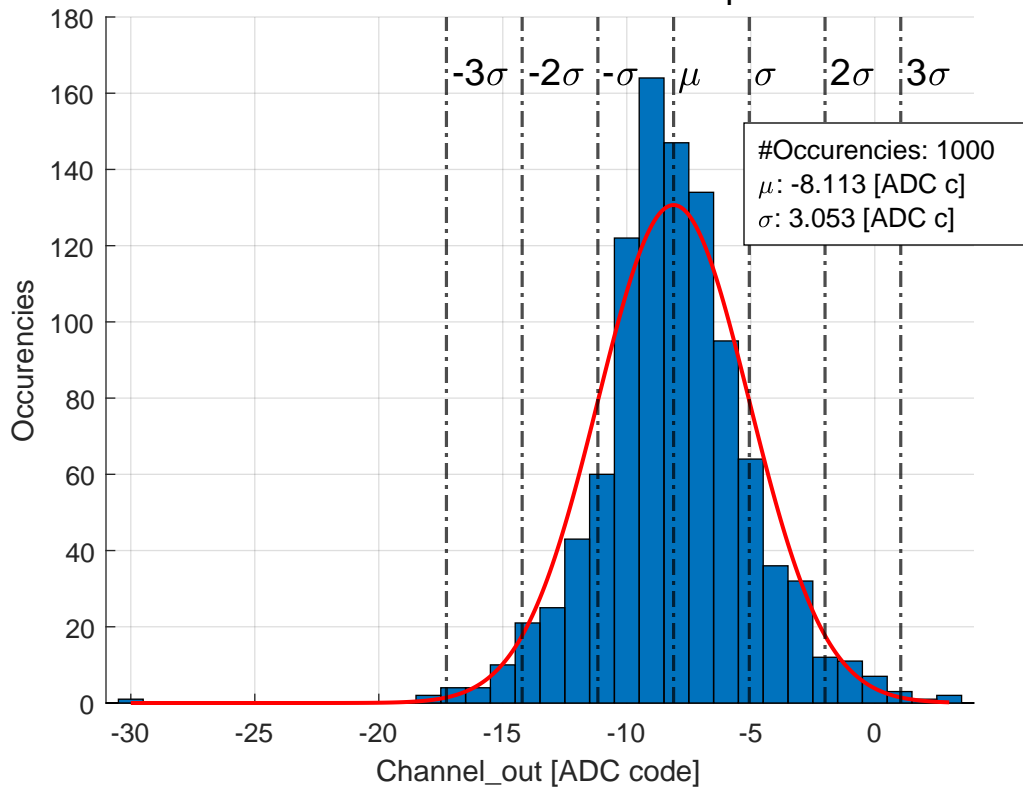 180
160
140
120
100
80
60
40
20
0
Occurencies
-3σ -2σ -σ μ σ 2σ 3σ
#Occurencies: 1000
μ: -8.113 [ADC c]
σ: 3.053 [ADC c]
-30 -25 -20 -15 -10 -5 0
Channel_out [ADC code]